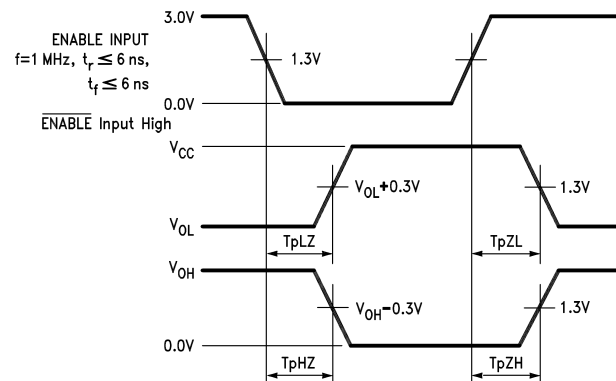 3.0V
ENABLE INPUT
f=1 MHz, tr ≤ 6 ns,
tf ≤ 6 ns
1.3V
0.0V
ENABLE Input High
VCC
VOL+0.3V
1.3V
VOL
TpLZ
TpZL
VOH
VOH−0.3V
1.3V
0.0V
TpHZ
TpZH